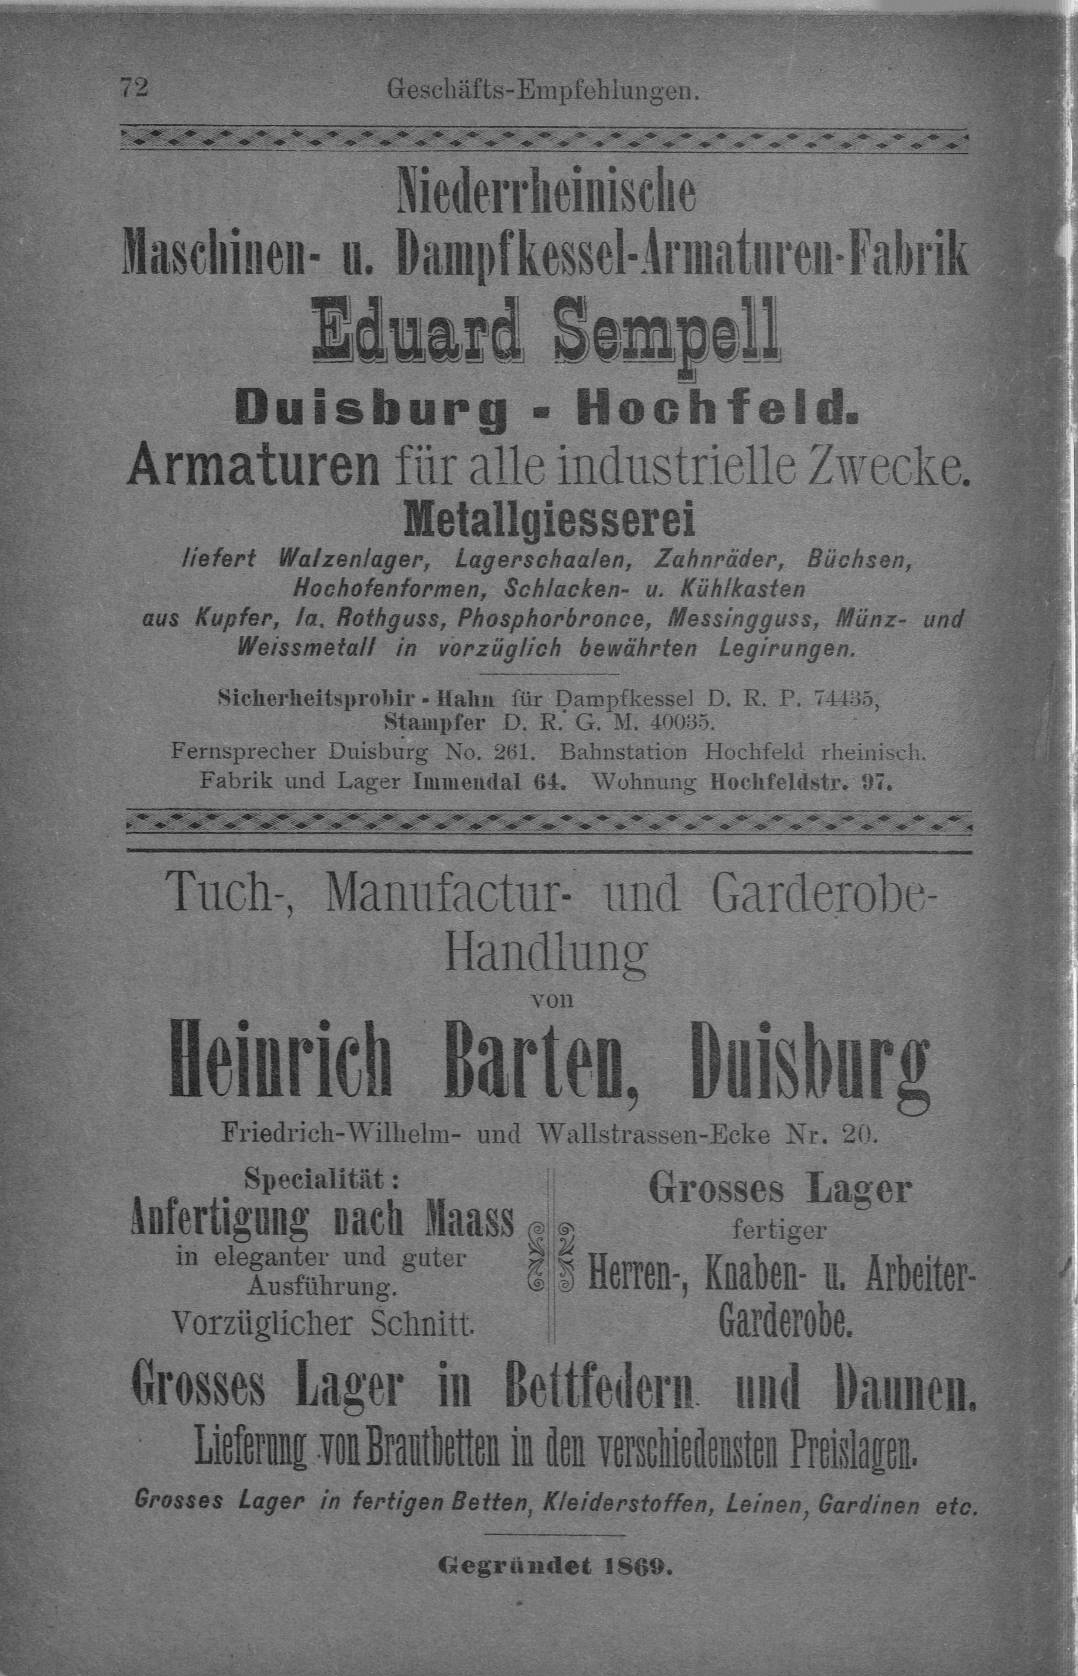 72 Geschäfts-Empfehlungen.
Niederrheinische
Maschinen- u. Dampfkessel-Armaturen-Fabrik
Eduard Sempell
Duisburg - Hochfeld.
Armaturen für alle industrielle Zwecke.
Metallgiesserei
liefert Walzenlager, Lagerschaalen, Zahnräder, Büchsen,
Hochofenformen, Schlacken- u. Kühlkasten
aus Kupfer, Ia. Rothguss, Phosphorbronce, Messingguss, Münz- und
Weissmetall in vorzüglich bewährten Legirungen.
Sicherheitsprobir-Hahn für Dampfkessel D. R. P. 74435,
Stampfer D. R. G. M. 40035.
Fernsprecher Duisburg No. 261. Bahnstation Hochfeld rheinisch.
Fabrik und Lager Immendal 64. Wohnung Hochfeldstr. 97.
Tuch-, Manufactur- und Garderobe-
Handlung
von
Heinrich Barten, Duisburg
Friedrich-Wilhelm- und Wallstrassen-Ecke Nr. 20.
Specialität:
Anfertigung nach Maass
in eleganter und guter
Ausführung.
Vorzüglicher Schnitt.
Grosses Lager
fertiger
Herren-, Knaben- u. Arbeiter-
Garderobe.
Grosses Lager in Bettfedern und Daunen.
Lieferung von Brautbetten in den verschiedensten Preislagen.
Grosses Lager in fertigen Betten, Kleiderstoffen, Leinen, Gardinen etc.
Gegründet 1869.